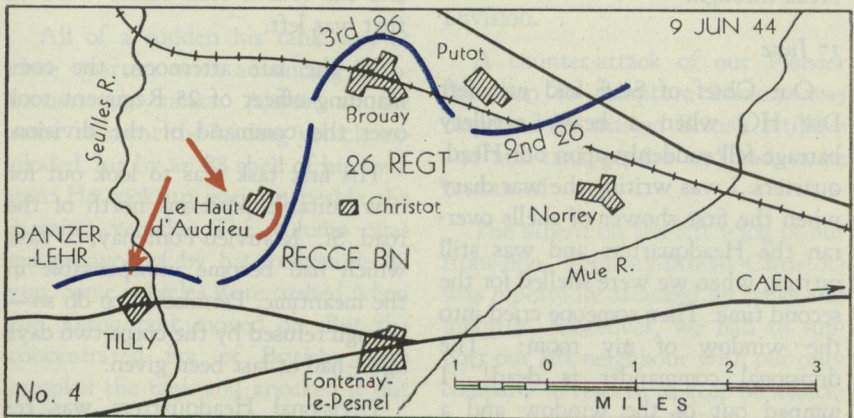 9 JUN 44
3rd 26
Putot
Seulles R.
Brouay
2nd 26
26 REGT
Le Haut
d'Audrieu
Christot
Norrey
PANZER
-LEHR
RECCE BN
Mue R.
CAEN
TILLY
Fontenay-
le-Pesnel
No. 4
1 0 1 2 3
MILES